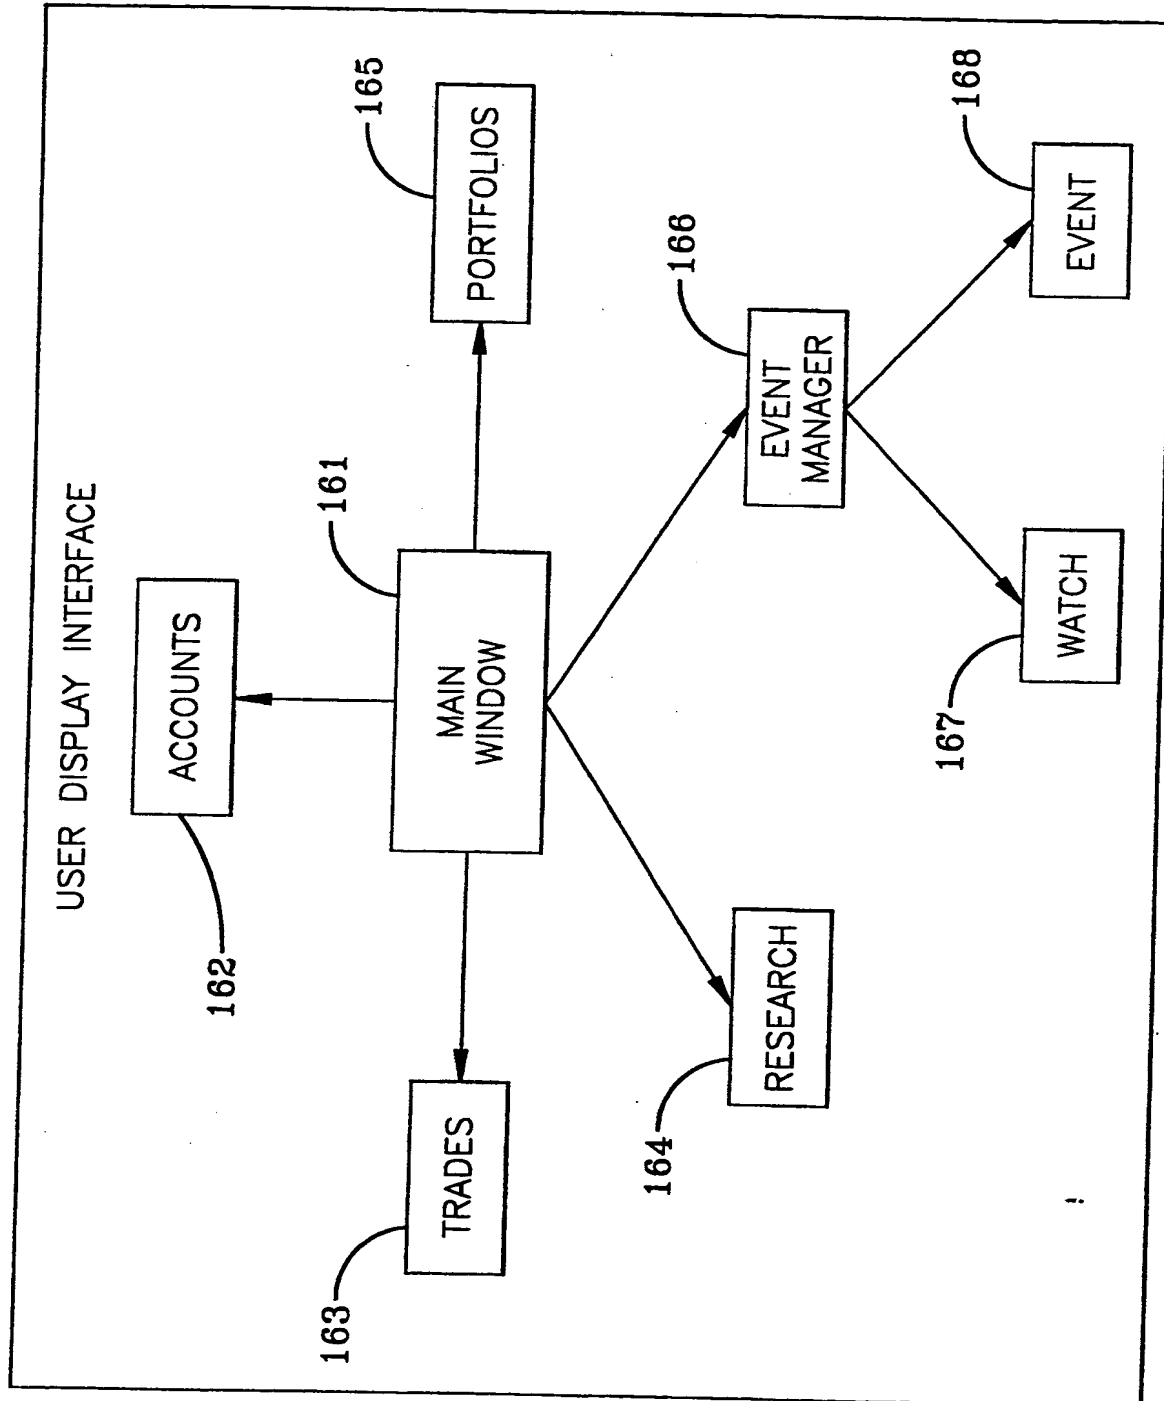 USER DISPLAY INTERFACE
162
ACCOUNTS
161
163
TRADES
MAIN
WINDOW
PORTFOLIOS
165
164
RESEARCH
EVENT
MANAGER
166
167
WATCH
EVENT
168